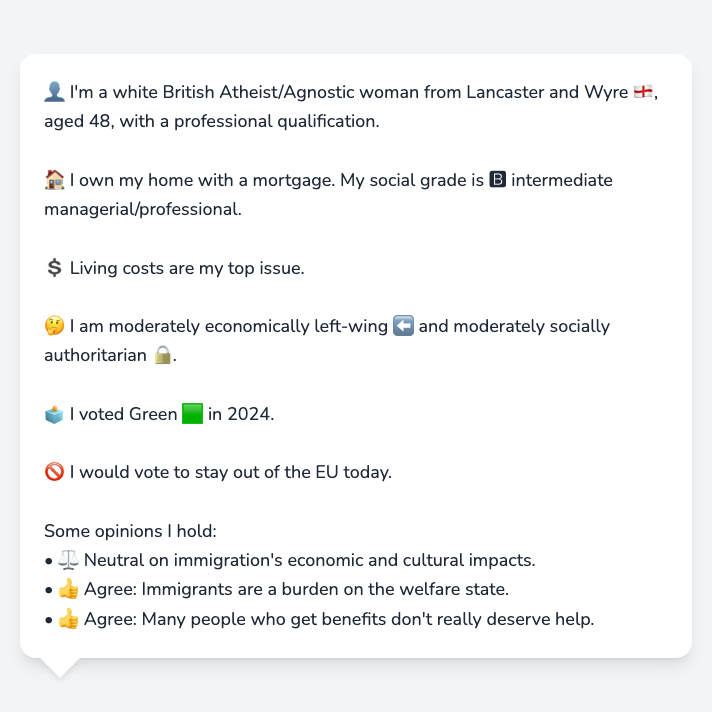 👤 I'm a white British Atheist/Agnostic woman from Lancaster and Wyre 🏴󠁧󠁢󠁥󠁮󠁧󠁿,
aged 48, with a professional qualification.
🏠 I own my home with a mortgage. My social grade is 🅱 intermediate
managerial/professional.
💲 Living costs are my top issue.
🤔 I am moderately economically left-wing ⬅️ and moderately socially
authoritarian 🔒.
🗳️ I voted Green 🟩 in 2024.
🚫 I would vote to stay out of the EU today.
Some opinions I hold:
• ⚖️ Neutral on immigration's economic and cultural impacts.
• 👍 Agree: Immigrants are a burden on the welfare state.
• 👍 Agree: Many people who get benefits don't really deserve help.